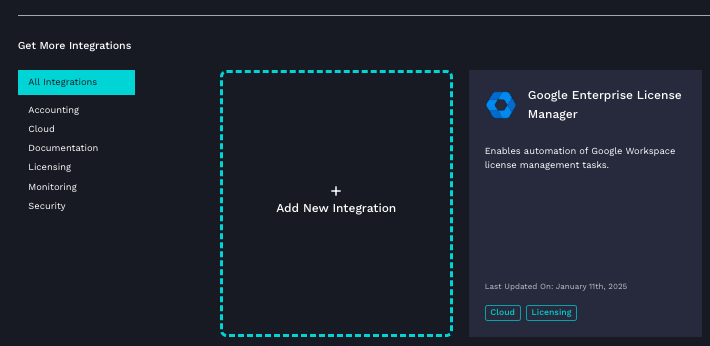 Get More Integrations
All Integrations
Accounting
Cloud
Documentation
Licensing
Monitoring
Security
+
Add New Integration
Google Enterprise License
Manager
Enables automation of Google Workspace
license management tasks.
Last Updated On: January 11th, 2025
Cloud Licensing